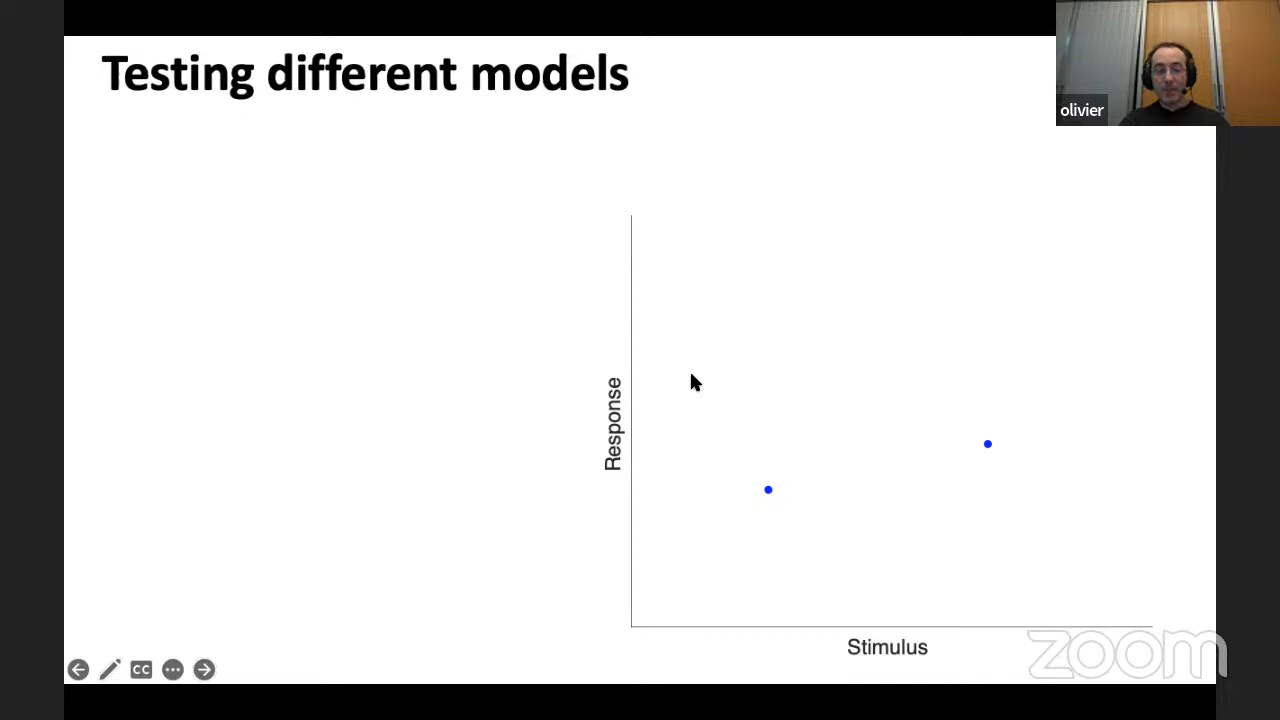 Testing different models
olivier
Response
Stimulus
CC
zoom